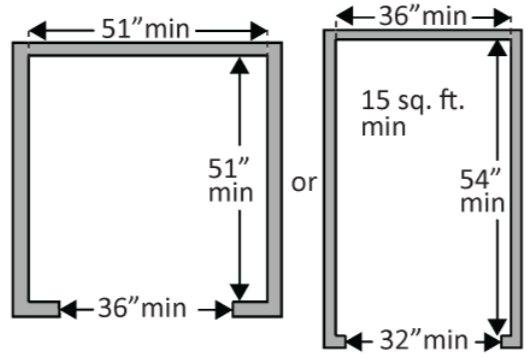 51”min
51”
min
36”min
or
36”min
15 sq. ft.
min
54”
min
32”min